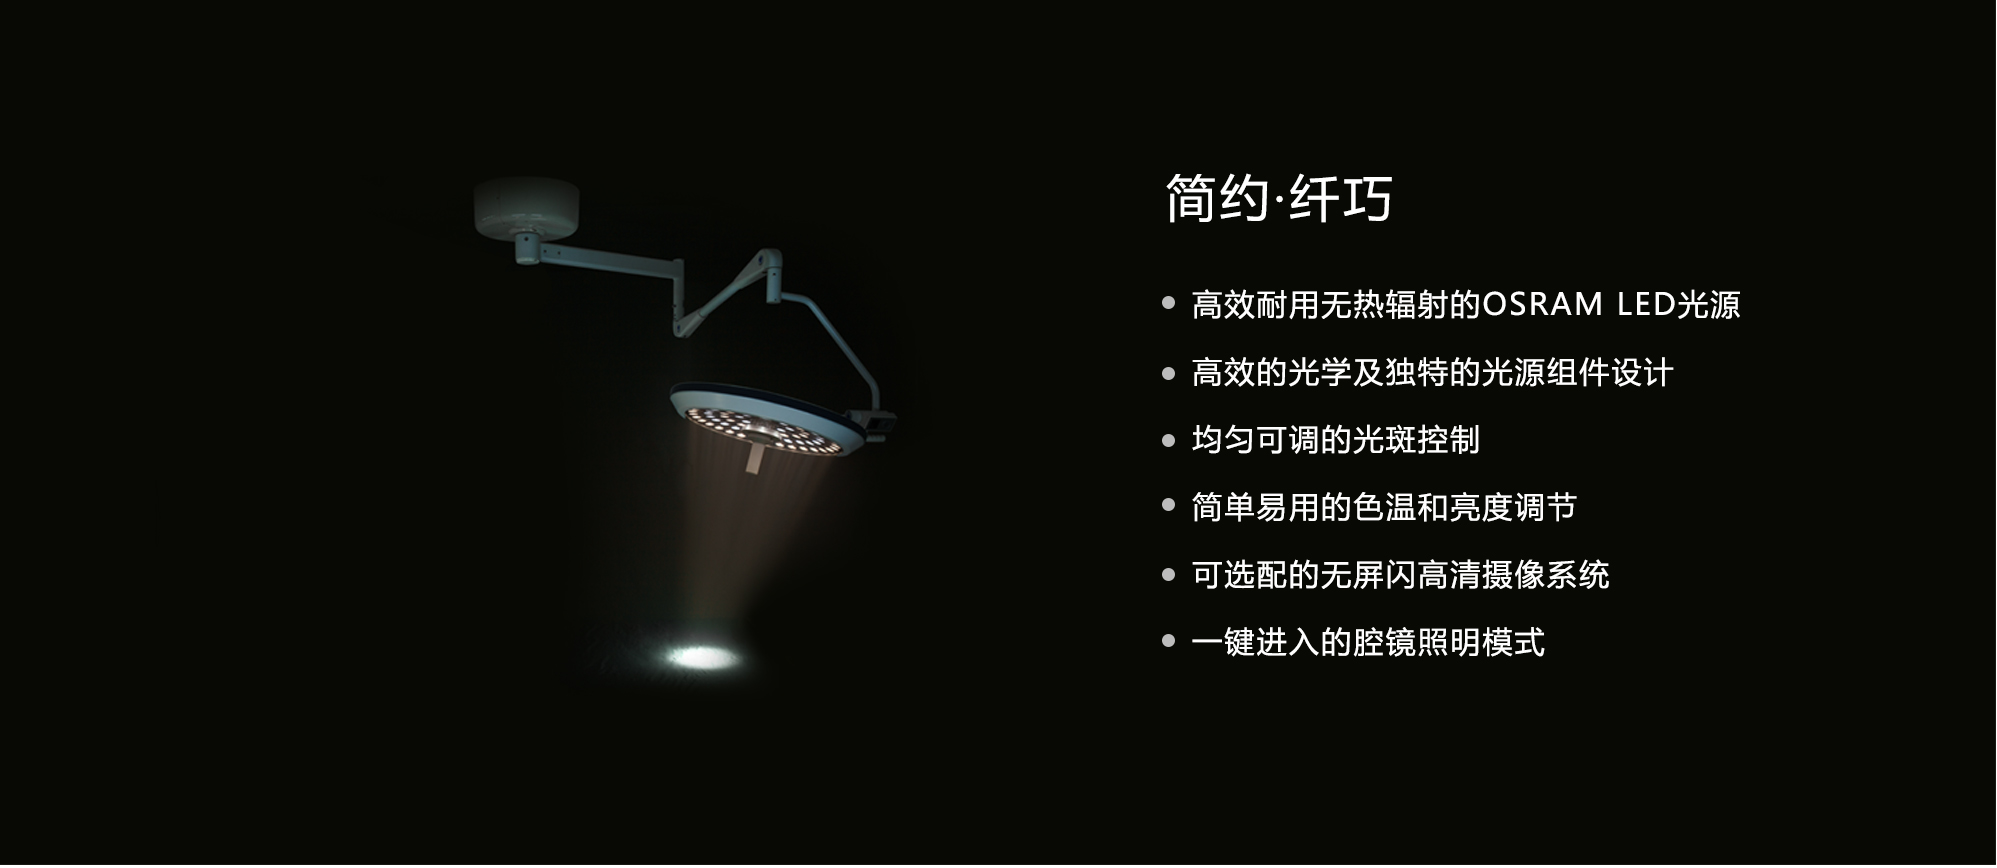 简约·纤巧
高效耐用无热辐射的OSRAM LED光源
高效的光学及独特的光源组件设计
均匀可调的光斑控制
简单易用的色温和亮度调节
可选配的无屏闪高清摄像系统
一键进入的腔镜照明模式